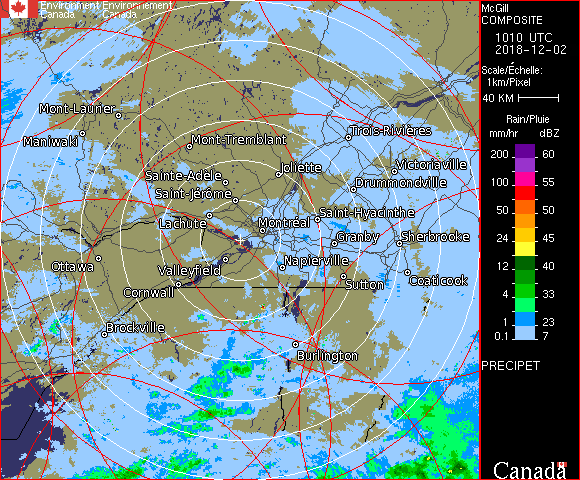 Environment Environnement
Canada Canada
McGill
COMPOSITE
1010 UTC
2018-12-02
Scale/Échelle:
1km/Pixel
40 KM
Rain/Pluie
mm/hr dBZ
200 60
100 55
50 50
24 45
12 40
4 33
1 23
0.1 7
PRECIPET
Canada
Mont-Laurier
Maniwaki
Mont-Tremblant
Trois-Rivières
Joliette
Victoriaville
Sainte-Adèle
Drummondville
Saint-Jérôme
Lachute
Saint-Hyacinthe
Montréal
Granby
Sherbrooke
Ottawa
Valleyfield
Napierville
Cornwall
Sutton
Coaticook
Brockville
Burlington